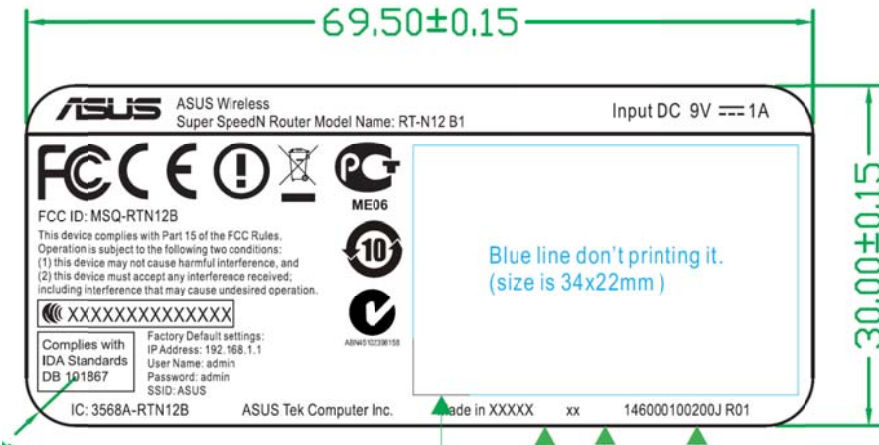 69.50±0.15
ASUS
ASUS Wireless
Super SpeedN Router Model Name: RT-N12 B1
Input DC 9V 1A
FCC CE
ME06
FCC ID: MSQ-RTN12B
This device complies with Part 15 of the FCC Rules.
Operation is subject to the following two conditions:
(1) this device may not cause harmful interference, and
(2) this device must accept any interference received;
including interference that may cause undesired operation.
10
XXXXXXXXXXXXXX
Complies with
IDA Standards
DB 101867
Factory Default settings:
IP Address: 192.168.1.1
User Name: admin
Password: admin
SSID: ASUS
Blue line don't printing it.
(size is 34x22mm )
IC: 3568A-RTN12B
ASUS Tek Computer Inc.
in XXXXX
xx
146000100200J R01
30.00±0.15